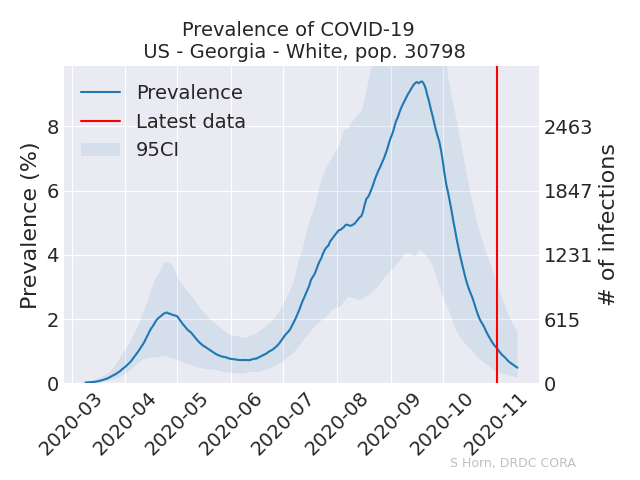 Prevalence of COVID-19
US - Georgia - White, pop. 30798
Prevalence
Latest data
95CI
Prevalence (%)
8
6
4
2
0
2463
1847
1231
615
0
# of infections
2020-03
2020-04
2020-05
2020-06
2020-07
2020-08
2020-09
2020-10
2020-11
S Horn, DRDC CORA